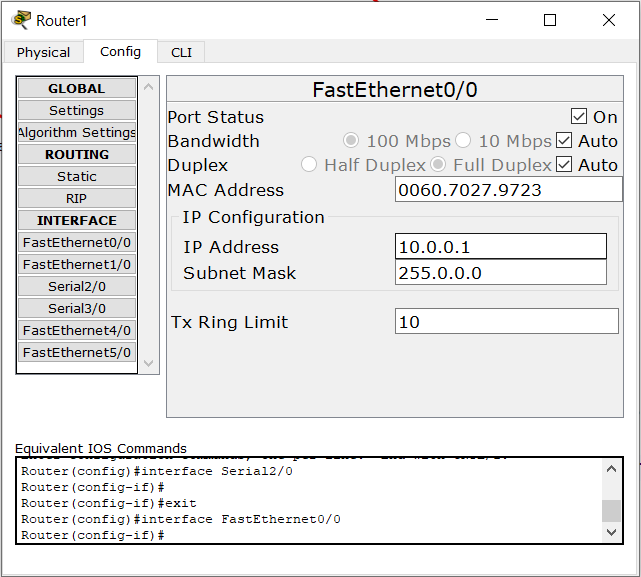 Router1
Physical Config CLI
GLOBAL
Settings
Algorithm Settings
ROUTING
Static
RIP
INTERFACE
FastEthernet0/0
FastEthernet1/0
Serial2/0
Serial3/0
FastEthernet4/0
FastEthernet5/0
FastEthernet0/0
Port Status On
Bandwidth 100 Mbps 10 Mbps Auto
Duplex Half Duplex Full Duplex Auto
MAC Address 0060.7027.9723
IP Configuration
IP Address 10.0.0.1
Subnet Mask 255.0.0.0
Tx Ring Limit 10
Equivalent IOS Commands
Router(config)#interface Serial2/0
Router(config-if)#
Router(config-if)#exit
Router(config)#interface FastEthernet0/0
Router(config-if)#